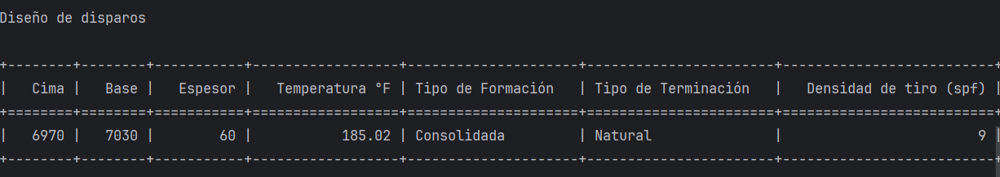 Diseño de disparos
+--------+--------+-----------+------------------+---------------------+-----------------------+--------------------------+
|   Cima |   Base |   Espesor |   Temperatura °F | Tipo de Formación   | Tipo de Terminación   |   Densidad de tiro (spf) |
+========+========+===========+==================+=====================+=======================+==========================+
|   6970 |   7030 |        60 |           185.02 | Consolidada         | Natural               |                        9 |
+--------+--------+-----------+------------------+---------------------+-----------------------+--------------------------+